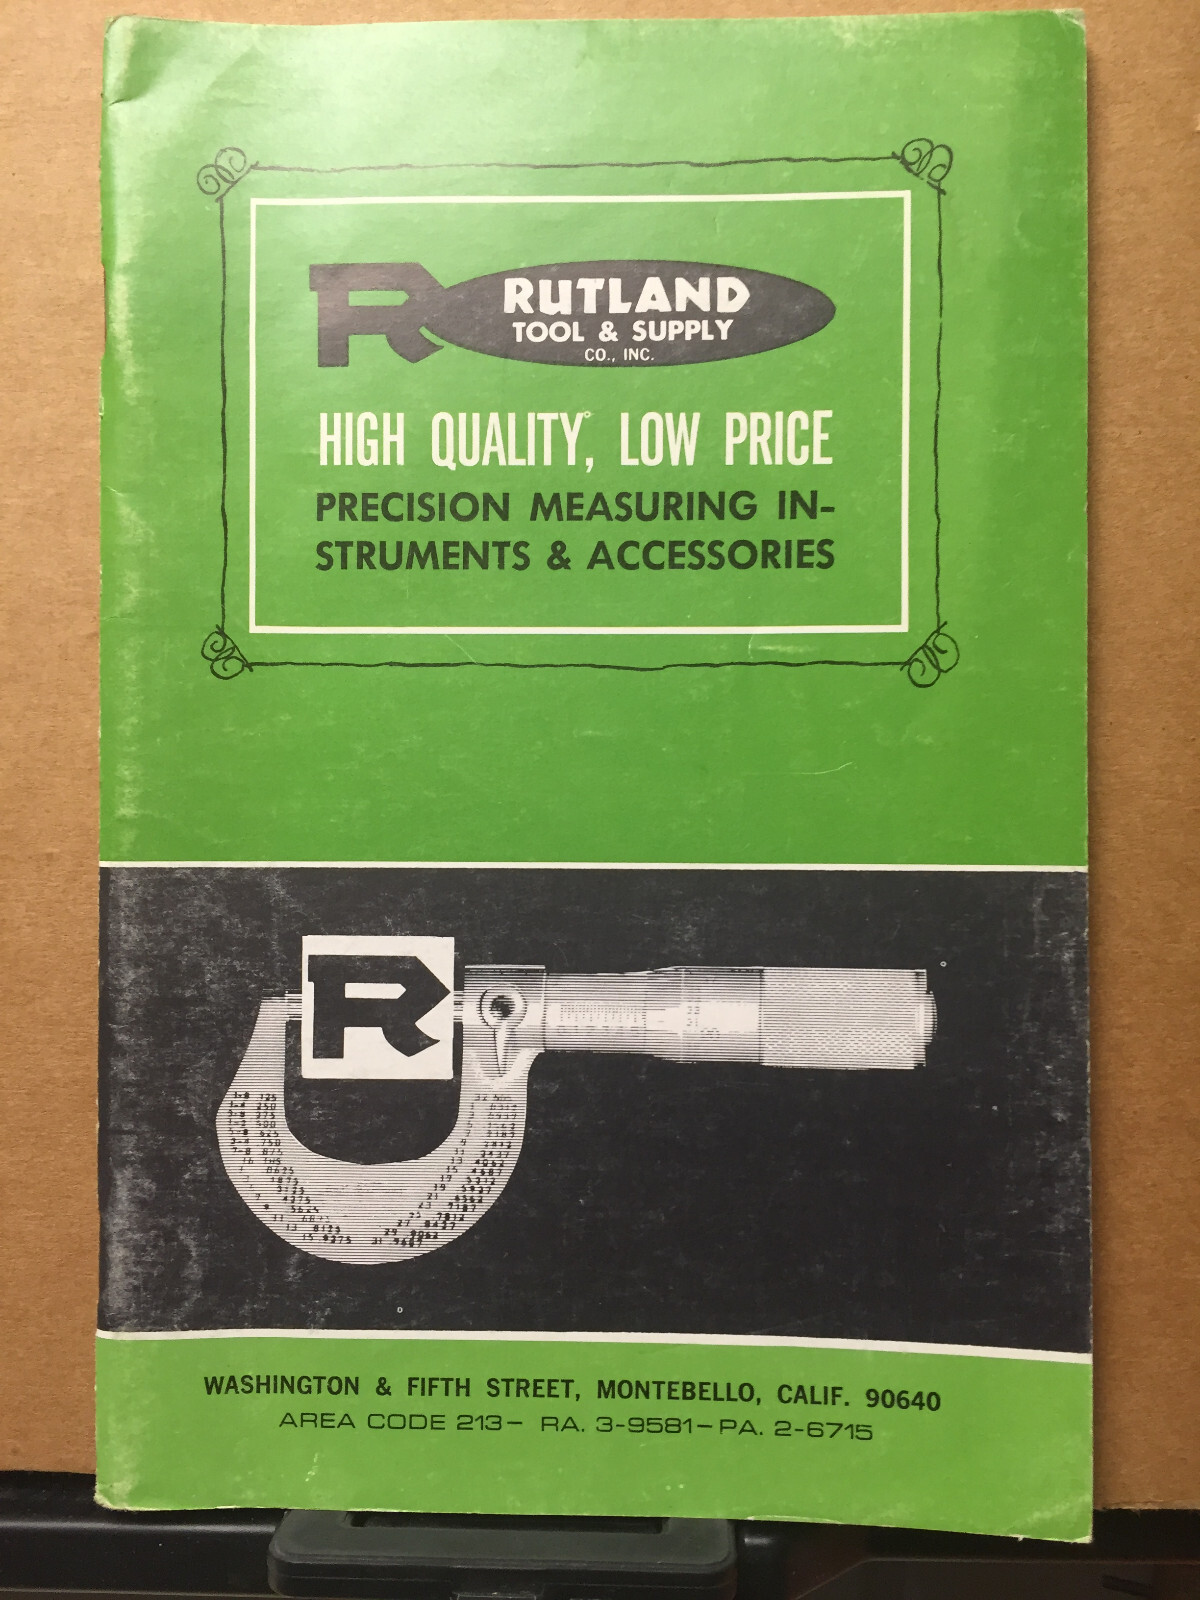 R
RUTLAND
TOOL & SUPPLY
CO., INC.
HIGH QUALITY, LOW PRICE
PRECISION MEASURING IN-
STRUMENTS & ACCESSORIES
R
WASHINGTON & FIFTH STREET, MONTEBELLO, CALIF. 90640
AREA CODE 213- RA. 3-9581-PA. 2-6715